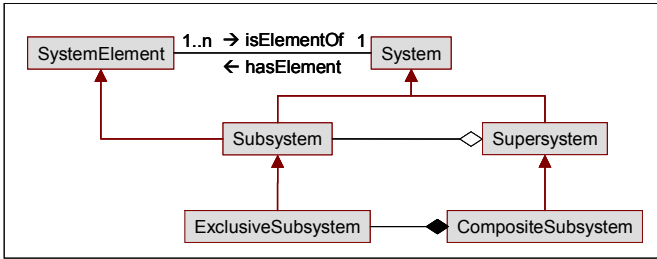 1..n → isElementOf 1
SystemElement
System
← hasElement
Subsystem
Supersystem
ExclusiveSubsystem
CompositeSubsystem